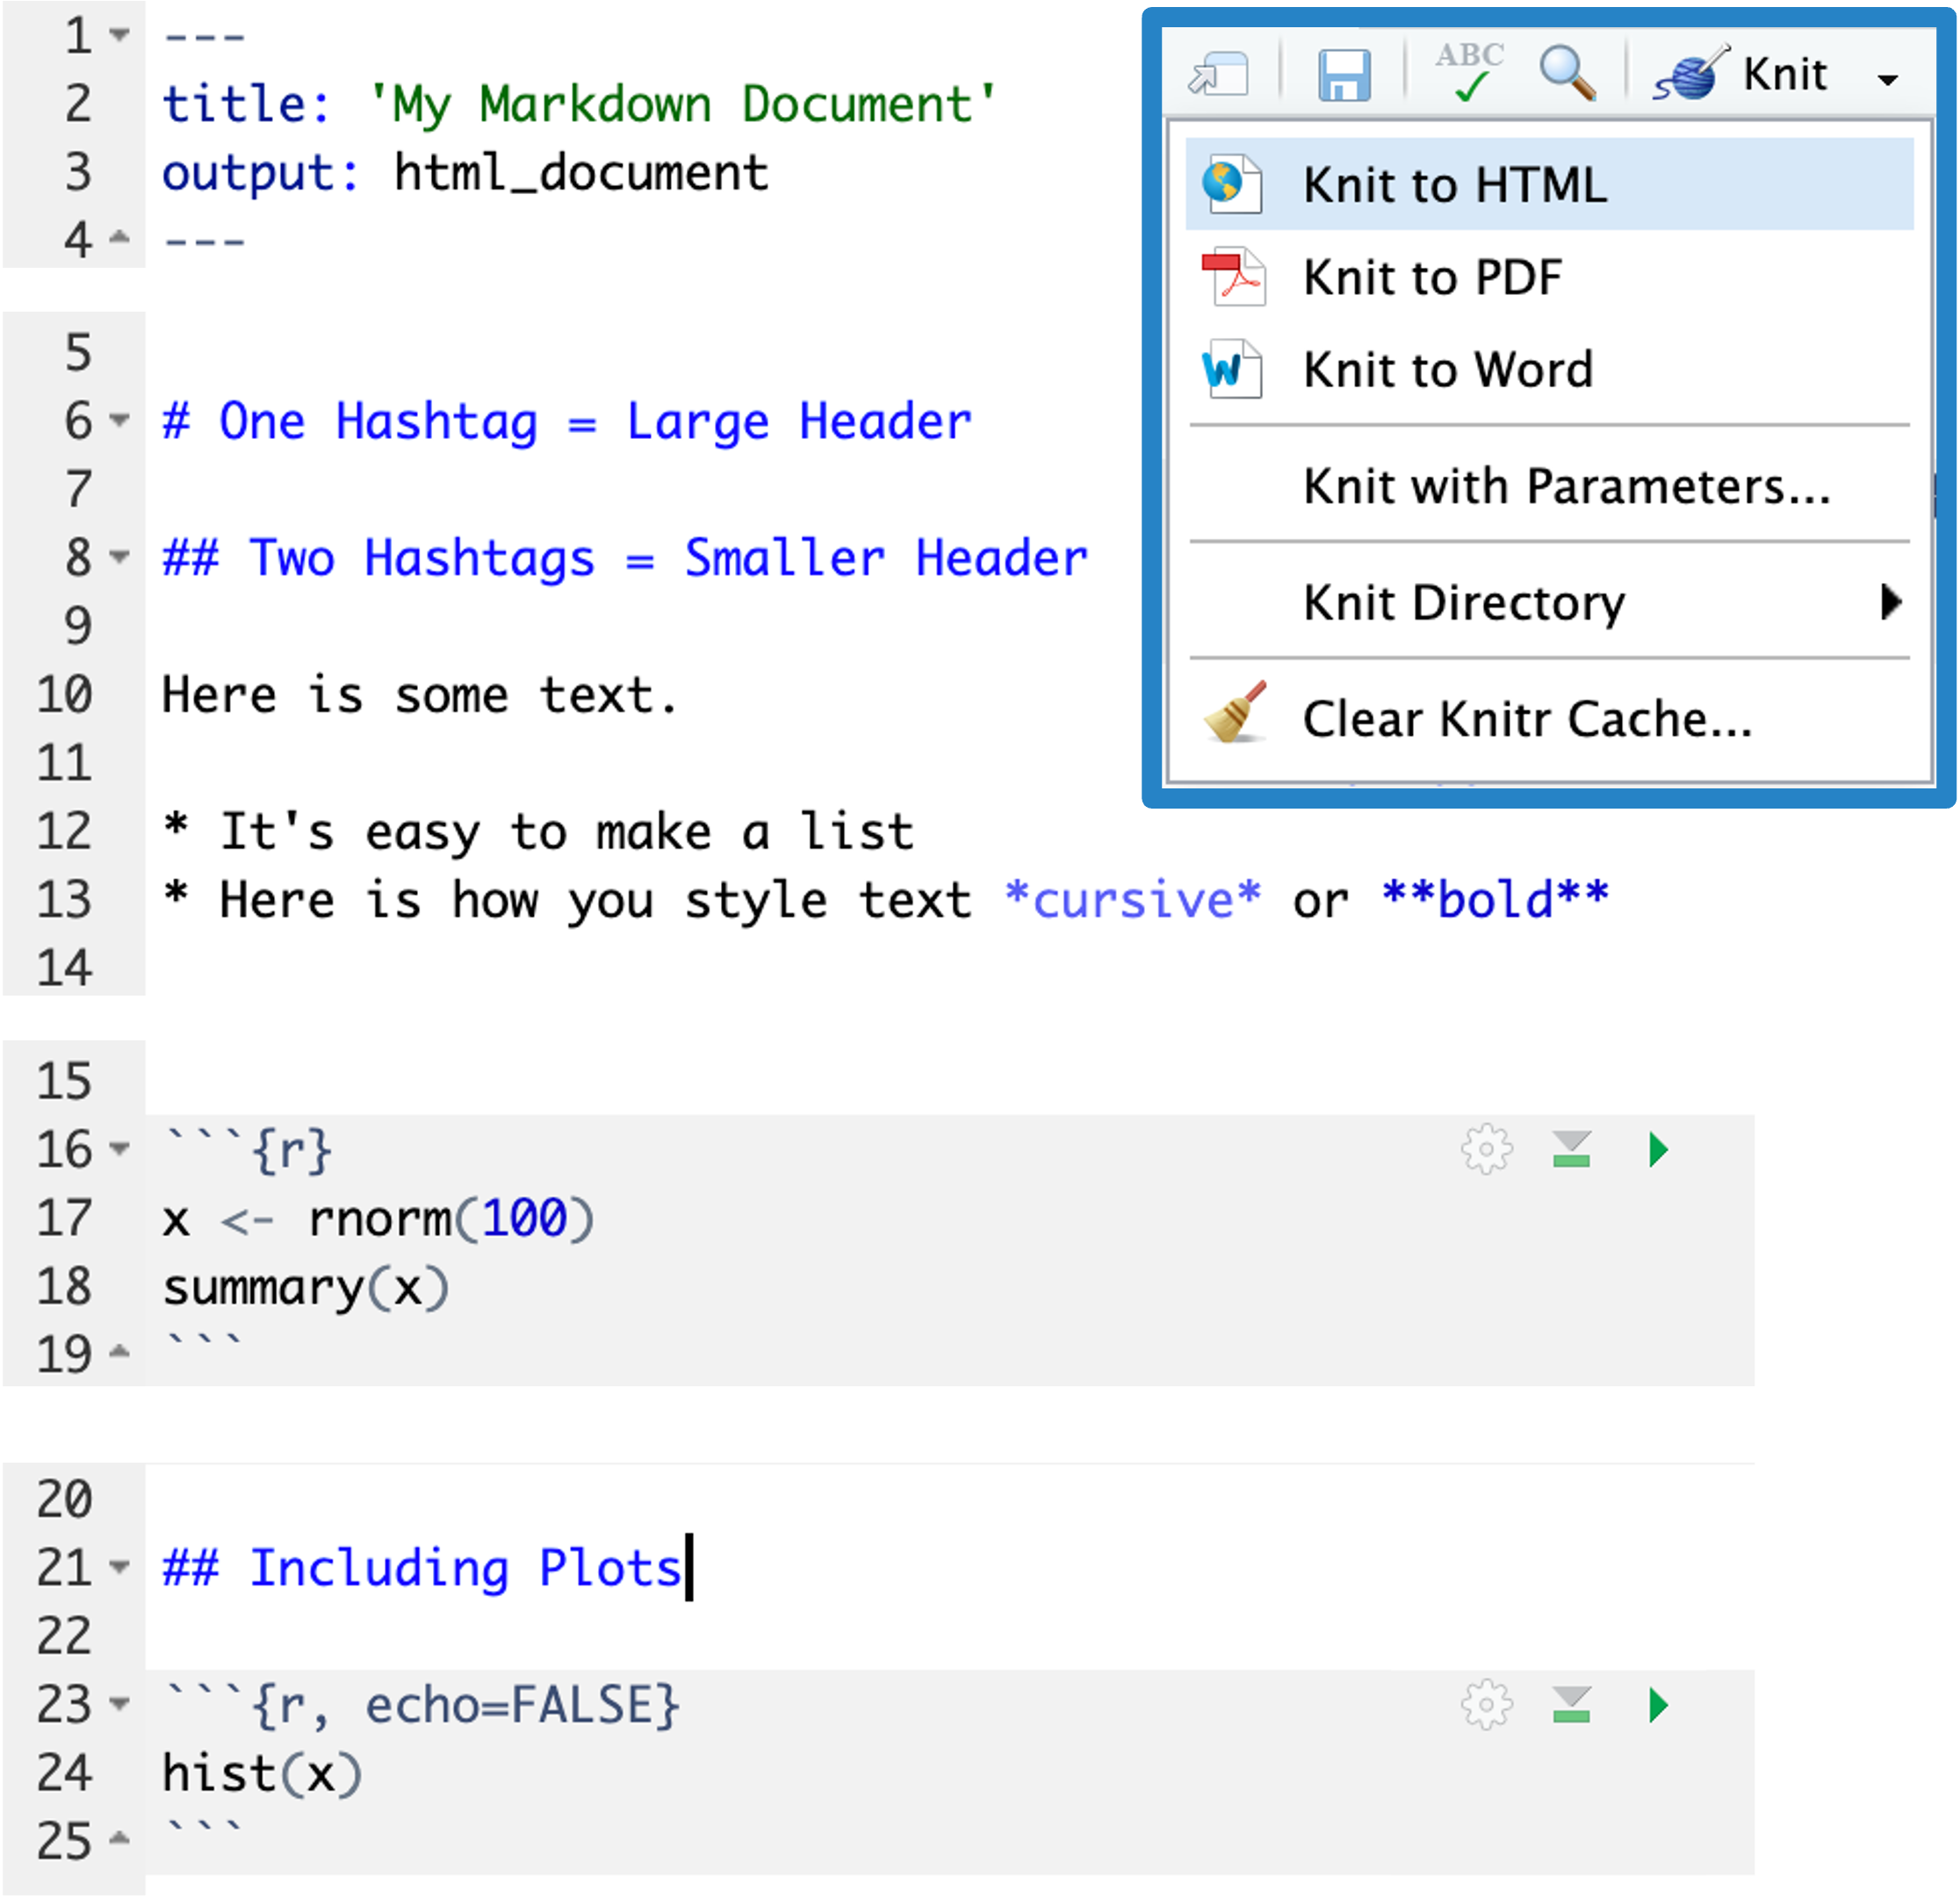 1 ---
2 title: 'My Markdown Document'
3 output: html_document
4 ---
5
6 # One Hashtag = Large Header
7
8 ## Two Hashtags = Smaller Header
9
10 Here is some text.
11
12 * It's easy to make a list
13 * Here is how you style text *cursive* or **bold**
14
15
16 ```{r}
17 x <- rnorm(100)
18 summary(x)
19 ```
20
21 ## Including Plots
22
23 ```{r, echo=FALSE}
24 hist(x)
25 ```
ABC Knit
Knit to HTML
Knit to PDF
W Knit to Word
Knit with Parameters...
Knit Directory
Clear Knitr Cache...